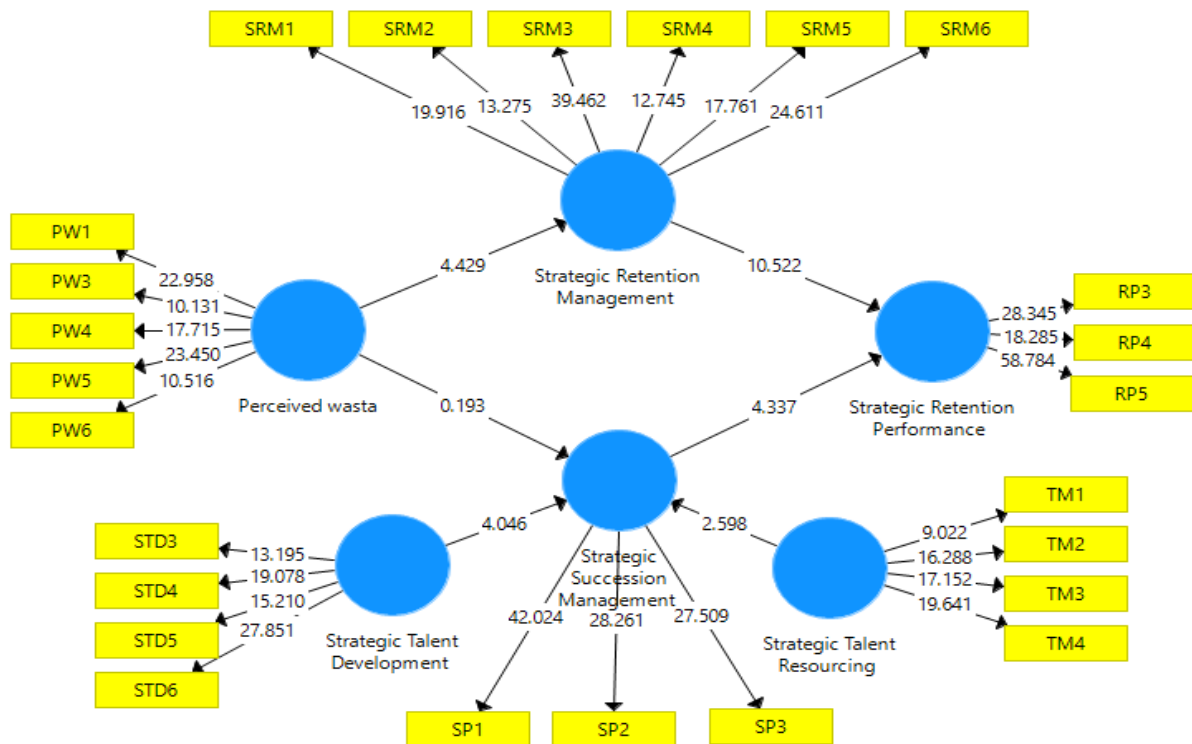 SRM1
SRM2
SRM3
SRM4
SRM5
SRM6
19.916
13.275
39.462
12.745
17.761
24.611
Strategic Retention
Management
PW1
PW3
PW4
PW5
PW6
22.958
10.131
17.715
23.450
10.516
Perceived wasta
4.429
0.193
10.522
4.337
Strategic Retention
Performance
28.345
18.285
58.784
RP3
RP4
RP5
STD3
STD4
STD5
STD6
13.195
19.078
15.210
27.851
Strategic Talent
Development
4.046
2.598
Strategic
Succession
Management
42.024
28.261
27.509
SP1
SP2
SP3
Strategic Talent
Resourcing
9.022
16.288
17.152
19.641
TM1
TM2
TM3
TM4